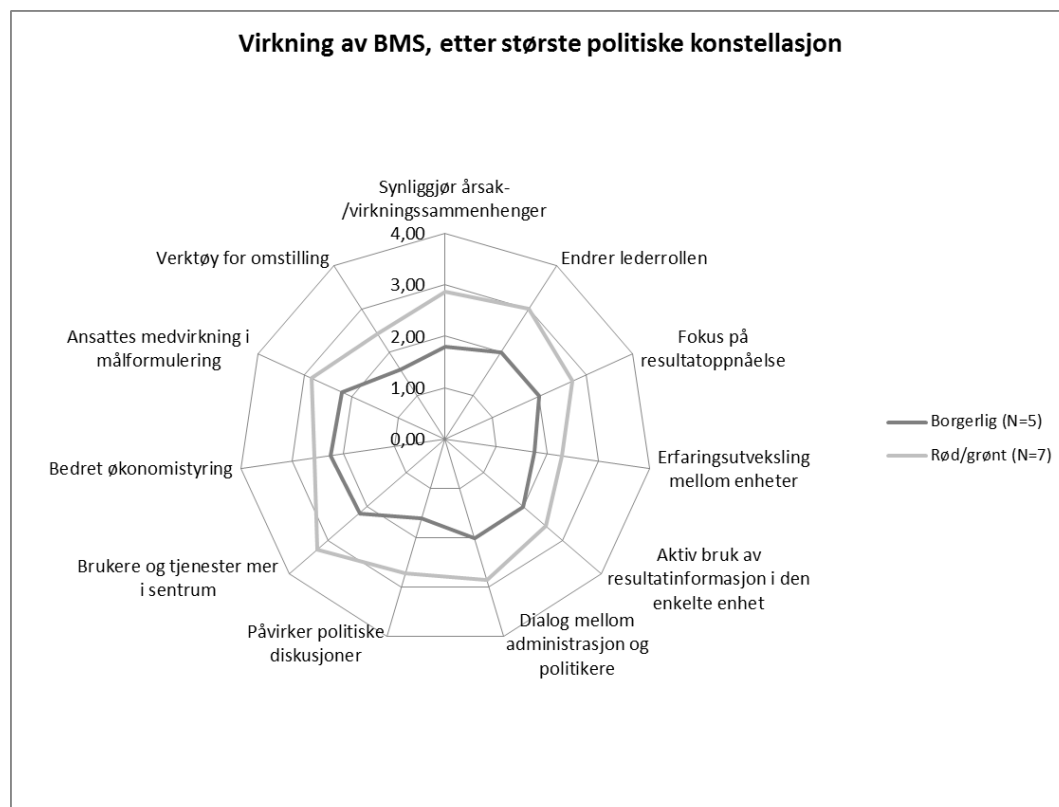 Virkning av BMS, etter største politiske konstellasjon
Synliggjør årsak-
/virkningssammenhenger
Endrer lederrollen
Fokus på
resultatoppnåelse
Erfaringsutveksling
mellom enheter
Aktiv bruk av
resultatinformasjon i den
enkelte enhet
Dialog mellom
administrasjon og
politikere
Påvirker politiske
diskusjoner
Brukere og tjenester mer
i sentrum
Bedret økonomistyring
Ansattes medvirkning i
målformulering
Verktøy for omstilling
4,00
3,00
2,00
1,00
0,00
Borgerlig (N=5)
Rød/grønt (N=7)